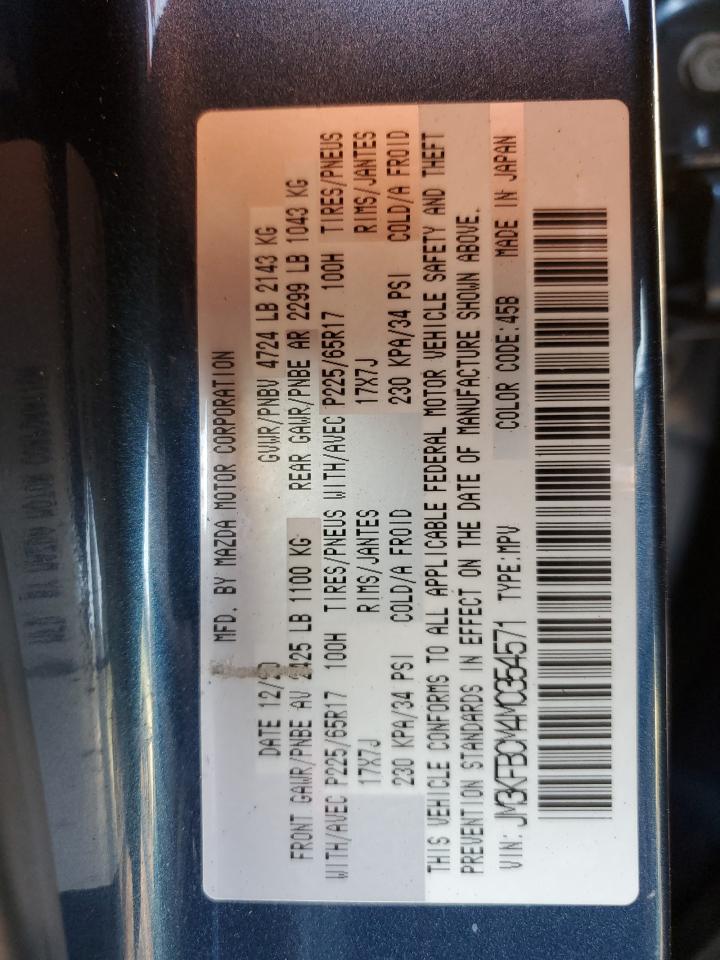 MFD. BY MAZDA MOTOR CORPORATION
DATE 12/20 GVWR/PNBV 4724 LB 2143 KG
FRONT GAWR/PNBE AV 2425 LB 1100 KG REAR GAWR/PNBE AR 2299 LB 1043 KG
WITH/AVEC P225/65R17 100H TIRES/PNEUS WITH/AVEC P225/65R17 100H TIRES/PNEUS
17X7J RIMS/JANTES 17X7J RIMS/JANTES
230 KPA/34 PSI COLD/A FROID 230 KPA/34 PSI COLD/A FROID
THIS VEHICLE CONFORMS TO ALL APPLICABLE FEDERAL MOTOR VEHICLE SAFETY AND THEFT
PREVENTION STANDARDS IN EFFECT ON THE DATE OF MANUFACTURE SHOWN ABOVE.
VIN: JM3KFBCM4M0354571 TYPE:MPV COLOR CODE:45B MADE IN JAPAN